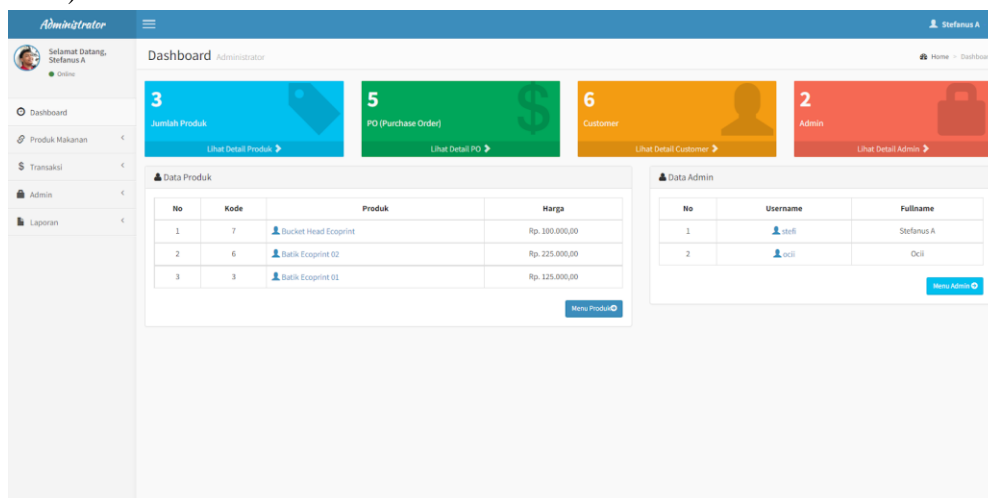 Administrator
Stefanus A
Selamat Datang,
Stefanus A
Online
Dashboard Administrator
Home > Dashboar
Dashboard
Produk Makanan
Transaksi
Admin
Laporan
3
Jumlah Produk
Lihat Detail Produk
5
PO (Purchase Order)
Lihat Detail PO
6
Customer
Lihat Detail Customer
2
Admin
Lihat Detail Admin
Data Produk
No Kode Produk Harga
1 7 Bucket Head Ecoprint Rp. 100.000,00
2 6 Batik Ecoprint 02 Rp. 225.000,00
3 3 Batik Ecoprint 01 Rp. 125.000,00
Menu Produk
Data Admin
No Username Fullname
1 stefi Stefanus A
2 ocii Ocii
Menu Admin